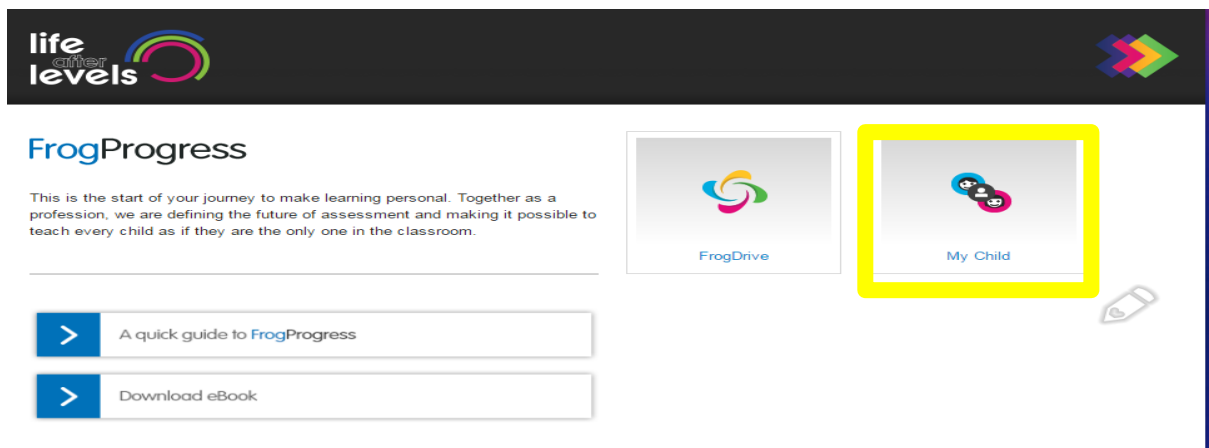 life
after
levels
FrogProgress
This is the start of your journey to make learning personal. Together as a
profession, we are defining the future of assessment and making it possible to
teach every child as if they are the only one in the classroom.
FrogDrive
My Child
A quick guide to FrogProgress
Download eBook